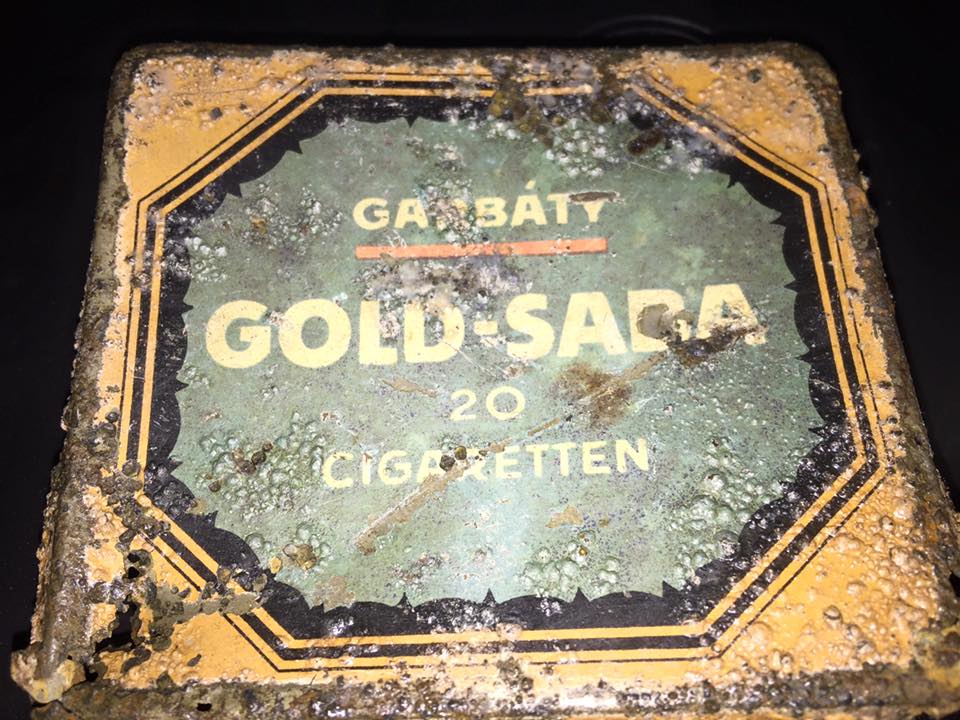 GARBÁTY
GOLD-SABA
20
CIGARETTEN